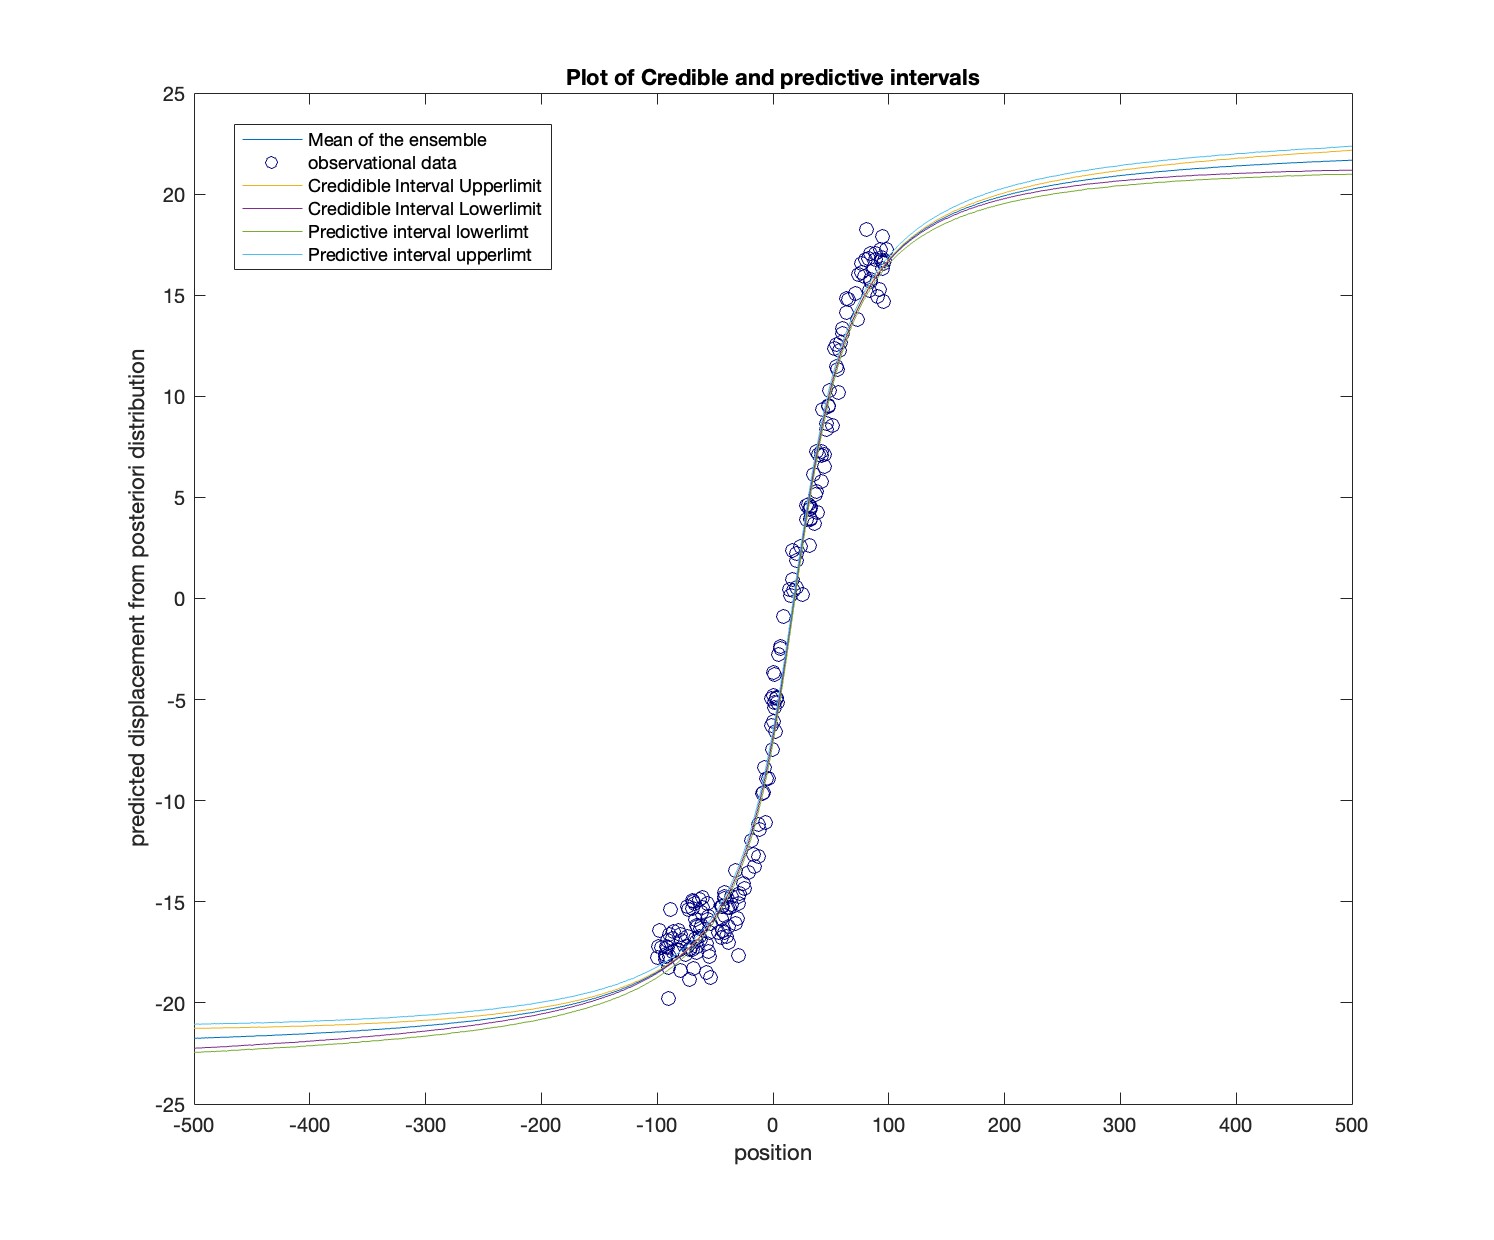 Plot of Credible and predictive intervals
25
Mean of the ensemble
observational data
Credidible Interval Upperlimit
Credidible Interval Lowerlimit
Predictive interval lowerlimt
Predictive interval upperlimt
20
15
10
5
0
-5
-10
-15
-20
-25
predicted displacement from posteriori distribution
-500 -400 -300 -200 -100 0 100 200 300 400 500
position